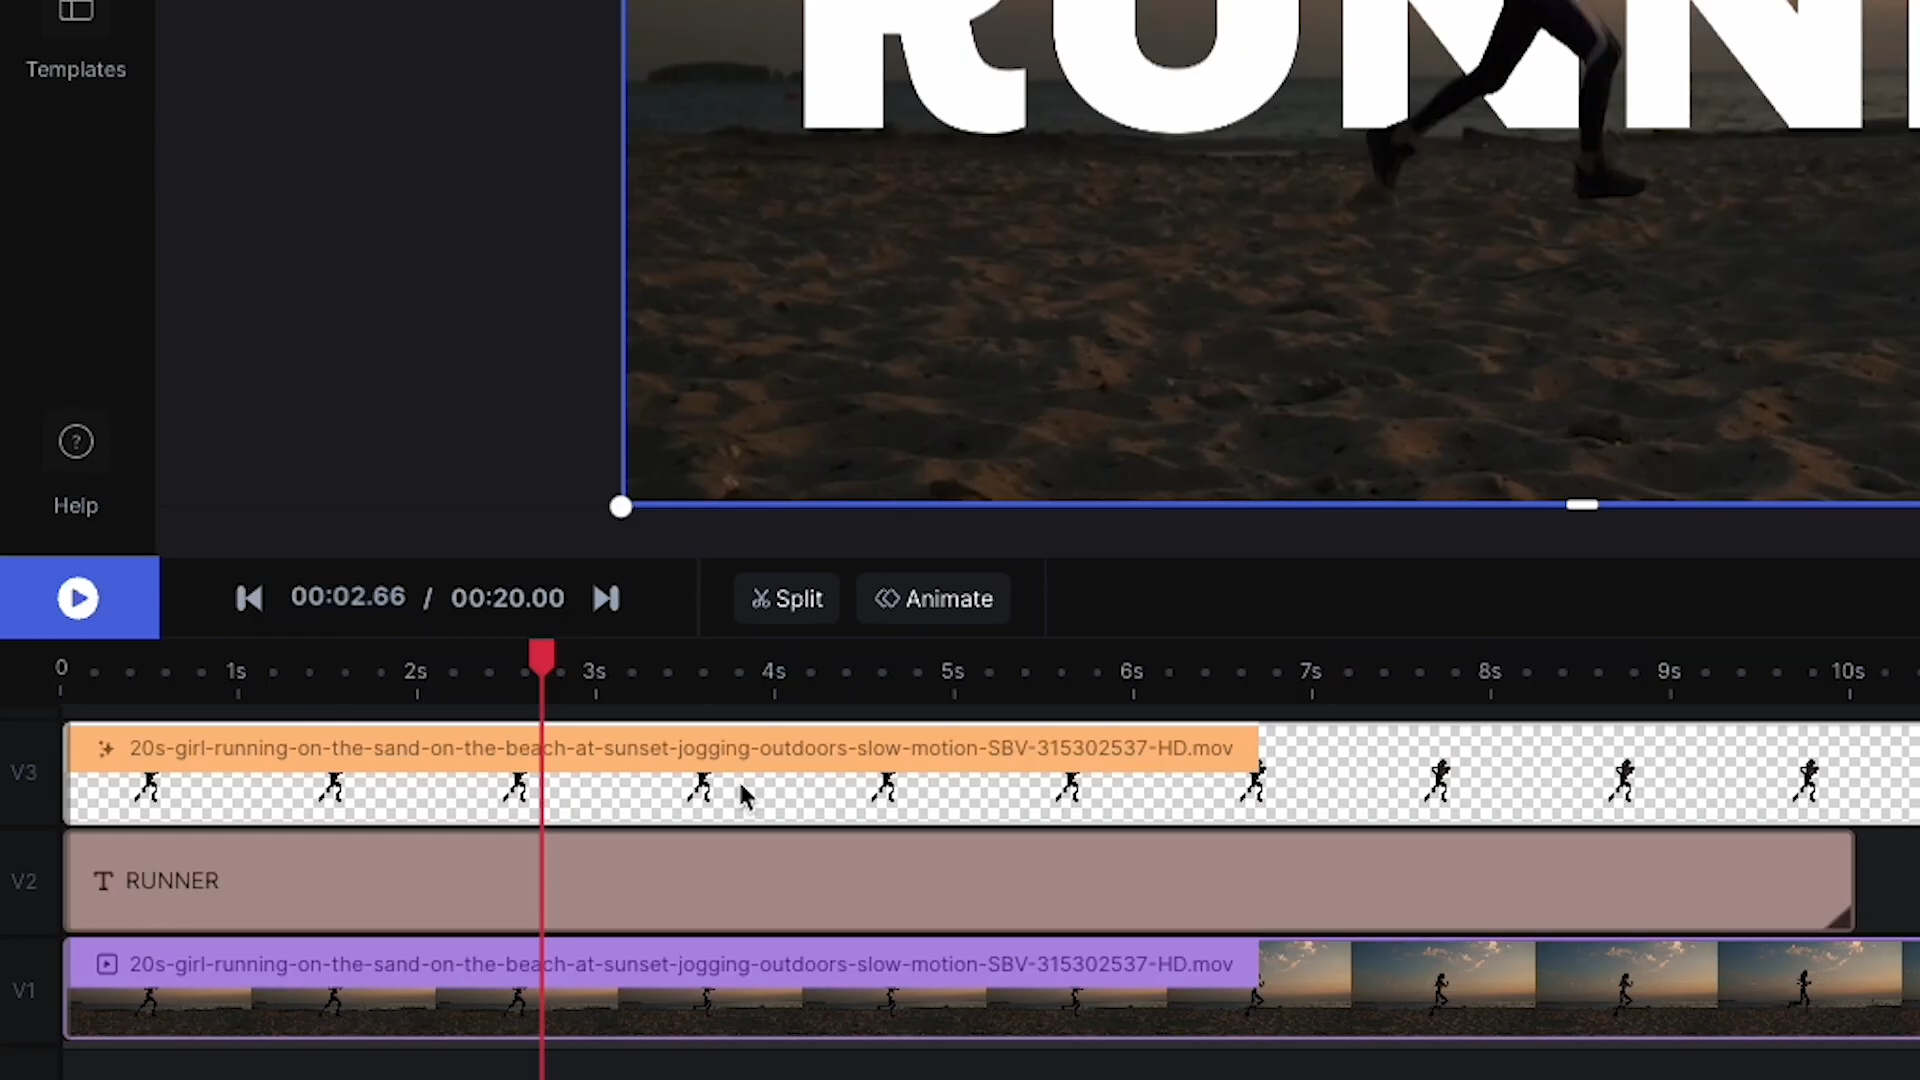 Templates
RUNN
Help
00:02.66 / 00:20.00
Split
Animate
0 1s 2s 3s 4s 5s 6s 7s 8s 9s 10s
V3
20s-girl-running-on-the-sand-on-the-beach-at-sunset-jogging-outdoors-slow-motion-SBV-315302537-HD.mov
V2
RUNNER
V1
20s-girl-running-on-the-sand-on-the-beach-at-sunset-jogging-outdoors-slow-motion-SBV-315302537-HD.mov